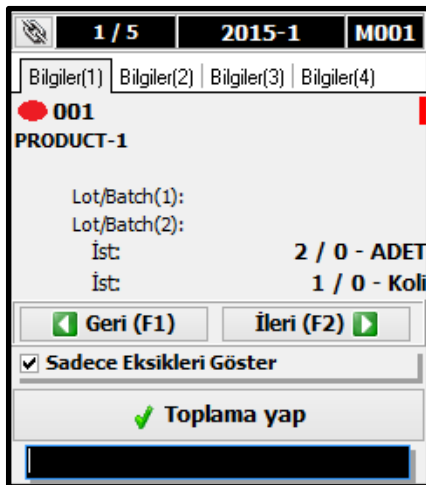 1 / 5 2015-1 M001
Bilgiler(1) Bilgiler(2) Bilgiler(3) Bilgiler(4)
001
PRODUCT-1
Lot/Batch(1):
Lot/Batch(2):
İst: 2 / 0 - ADET
İst: 1 / 0 - Koli
Geri (F1) İleri (F2)
Sadece Eksikleri Göster
Toplama yap